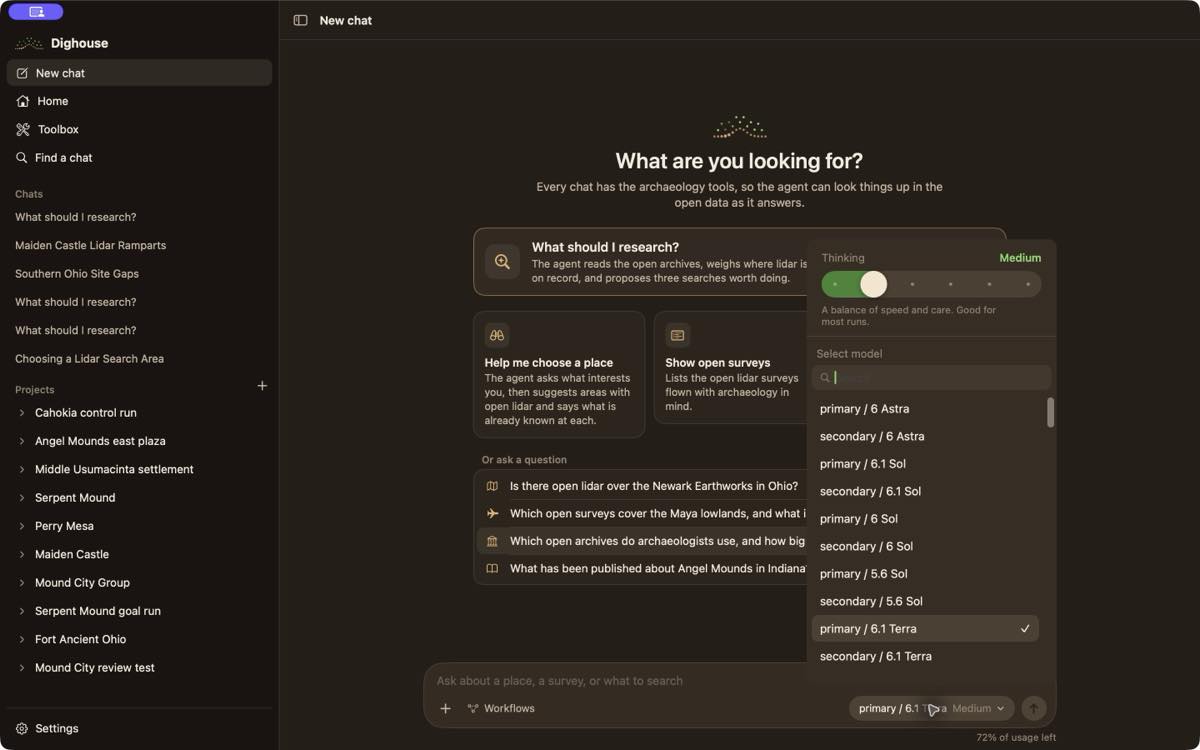 Dighouse
New chat
Home
Toolbox
Find a chat
Chats
What should I research?
Maiden Castle Lidar Ramparts
Southern Ohio Site Gaps
What should I research?
What should I research?
Choosing a Lidar Search Area
Projects
Cahokia control run
Angel Mounds east plaza
Middle Usumacinta settlement
Serpent Mound
Perry Mesa
Maiden Castle
Mound City Group
Serpent Mound goal run
Fort Ancient Ohio
Mound City review test
Settings
New chat
What are you looking for?
Every chat has the archaeology tools, so the agent can look things up in the
open data as it answers.
What should I research?
The agent reads the open archives, weighs where lidar is
on record, and proposes three searches worth doing.
Help me choose a place
The agent asks what interests
you, then suggests areas with
open lidar and says what is
already known at each.
Show open surveys
Lists the open lidar surveys
flown with archaeology in
mind.
Or ask a question
Is there open lidar over the Newark Earthworks in Ohio?
Which open surveys cover the Maya lowlands, and what i
Which open archives do archaeologists use, and how big
What has been published about Angel Mounds in Indiana
Thinking
Medium
A balance of speed and care. Good for
most runs.
Select model
primary / 6 Astra
secondary / 6 Astra
primary / 6.1 Sol
secondary / 6.1 Sol
primary / 6 Sol
secondary / 6 Sol
primary / 5.6 Sol
secondary / 5.6 Sol
primary / 6.1 Terra
secondary / 6.1 Terra
Ask about a place, a survey, or what to search
Workflows
primary / 6.1 Terra Medium
72% of usage left